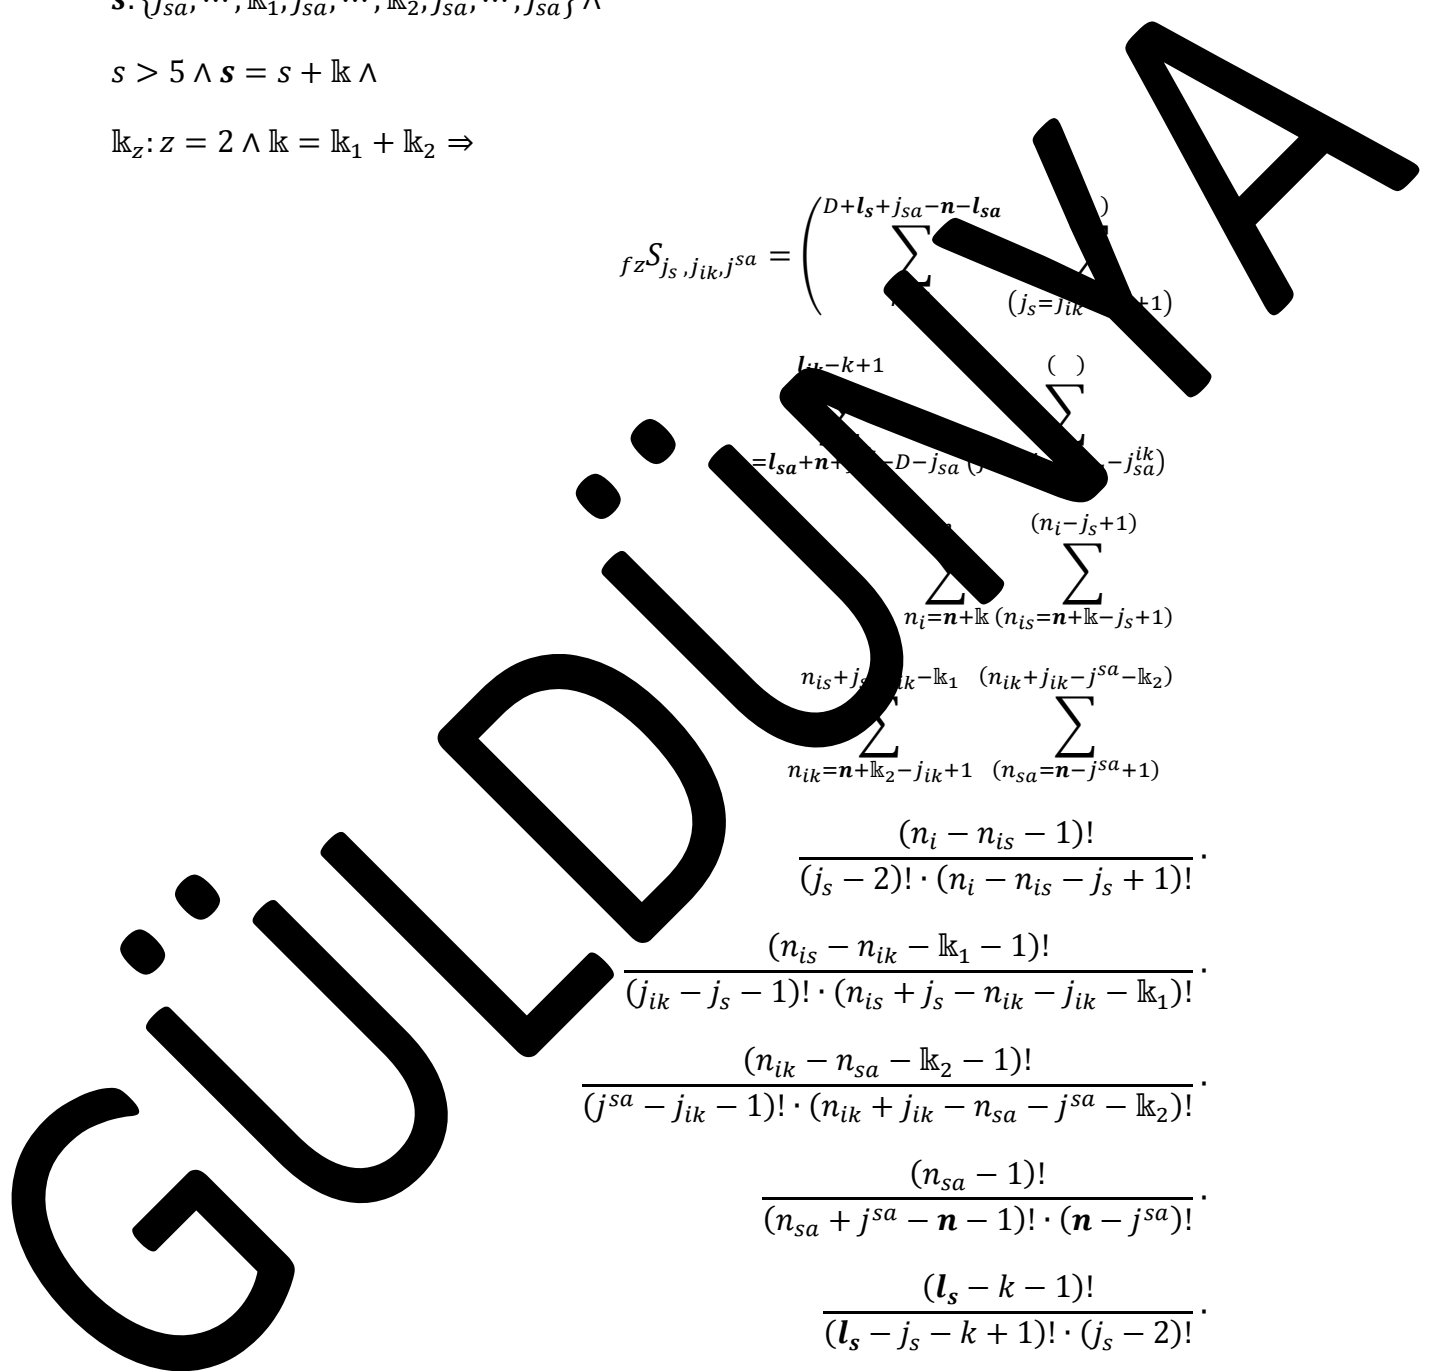 s > 5 ∧ 𝒔 = s + 𝕜 ∧
𝕜_z: z = 2 ∧ 𝕜 = 𝕜_1 + 𝕜_2 ⇒
D+𝒍_𝒔+j_{sa}−𝒏−𝒍_{𝒔𝒂} )
_{fz}S_{j_s,j_{ik},j^{sa}} = ( ∑
(j_s=j_{ik} +1)
−k+1 ( )
∑
=𝒍_{𝒔𝒂}+𝒏+ −D−j_{sa} −j_{sa}^{ik})
(n_i−j_s+1)
∑ ∑
n_i=𝒏+𝕜 (n_{is}=𝒏+𝕜−j_s+1)
n_{is}+j_s ik−𝕜_1 (n_{ik}+j_{ik}−j^{sa}−𝕜_2)
∑ ∑
n_{ik}=𝒏+𝕜_2−j_{ik}+1 (n_{sa}=𝒏−j^{sa}+1)
(n_i − n_{is} − 1)!
(j_s − 2)! · (n_i − n_{is} − j_s + 1)! ·
(n_{is} − n_{ik} − 𝕜_1 − 1)!
(j_{ik} − j_s − 1)! · (n_{is} + j_s − n_{ik} − j_{ik} − 𝕜_1)! ·
(n_{ik} − n_{sa} − 𝕜_2 − 1)!
(j^{sa} − j_{ik} − 1)! · (n_{ik} + j_{ik} − n_{sa} − j^{sa} − 𝕜_2)! ·
(n_{sa} − 1)!
(n_{sa} + j^{sa} − 𝒏 − 1)! · (𝒏 − j^{sa})! ·
(𝒍_𝒔 − k − 1)!
(𝒍_𝒔 − j_s − k + 1)! · (j_s − 2)! ·
GÜLDÜNYA